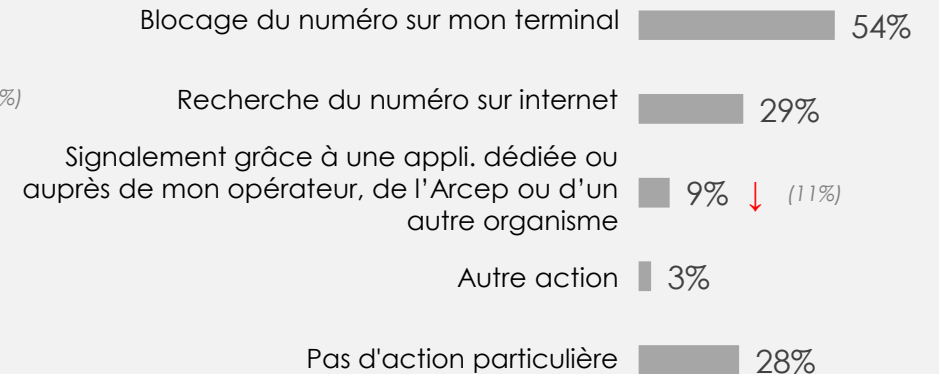 Blocage du numéro sur mon terminal 54%
%) Recherche du numéro sur internet 29%
Signalement grâce à une appli. dédiée ou
auprès de mon opérateur, de l'Arcep ou d'un 9% ↓ (11%)
autre organisme
Autre action 3%
Pas d'action particulière 28%